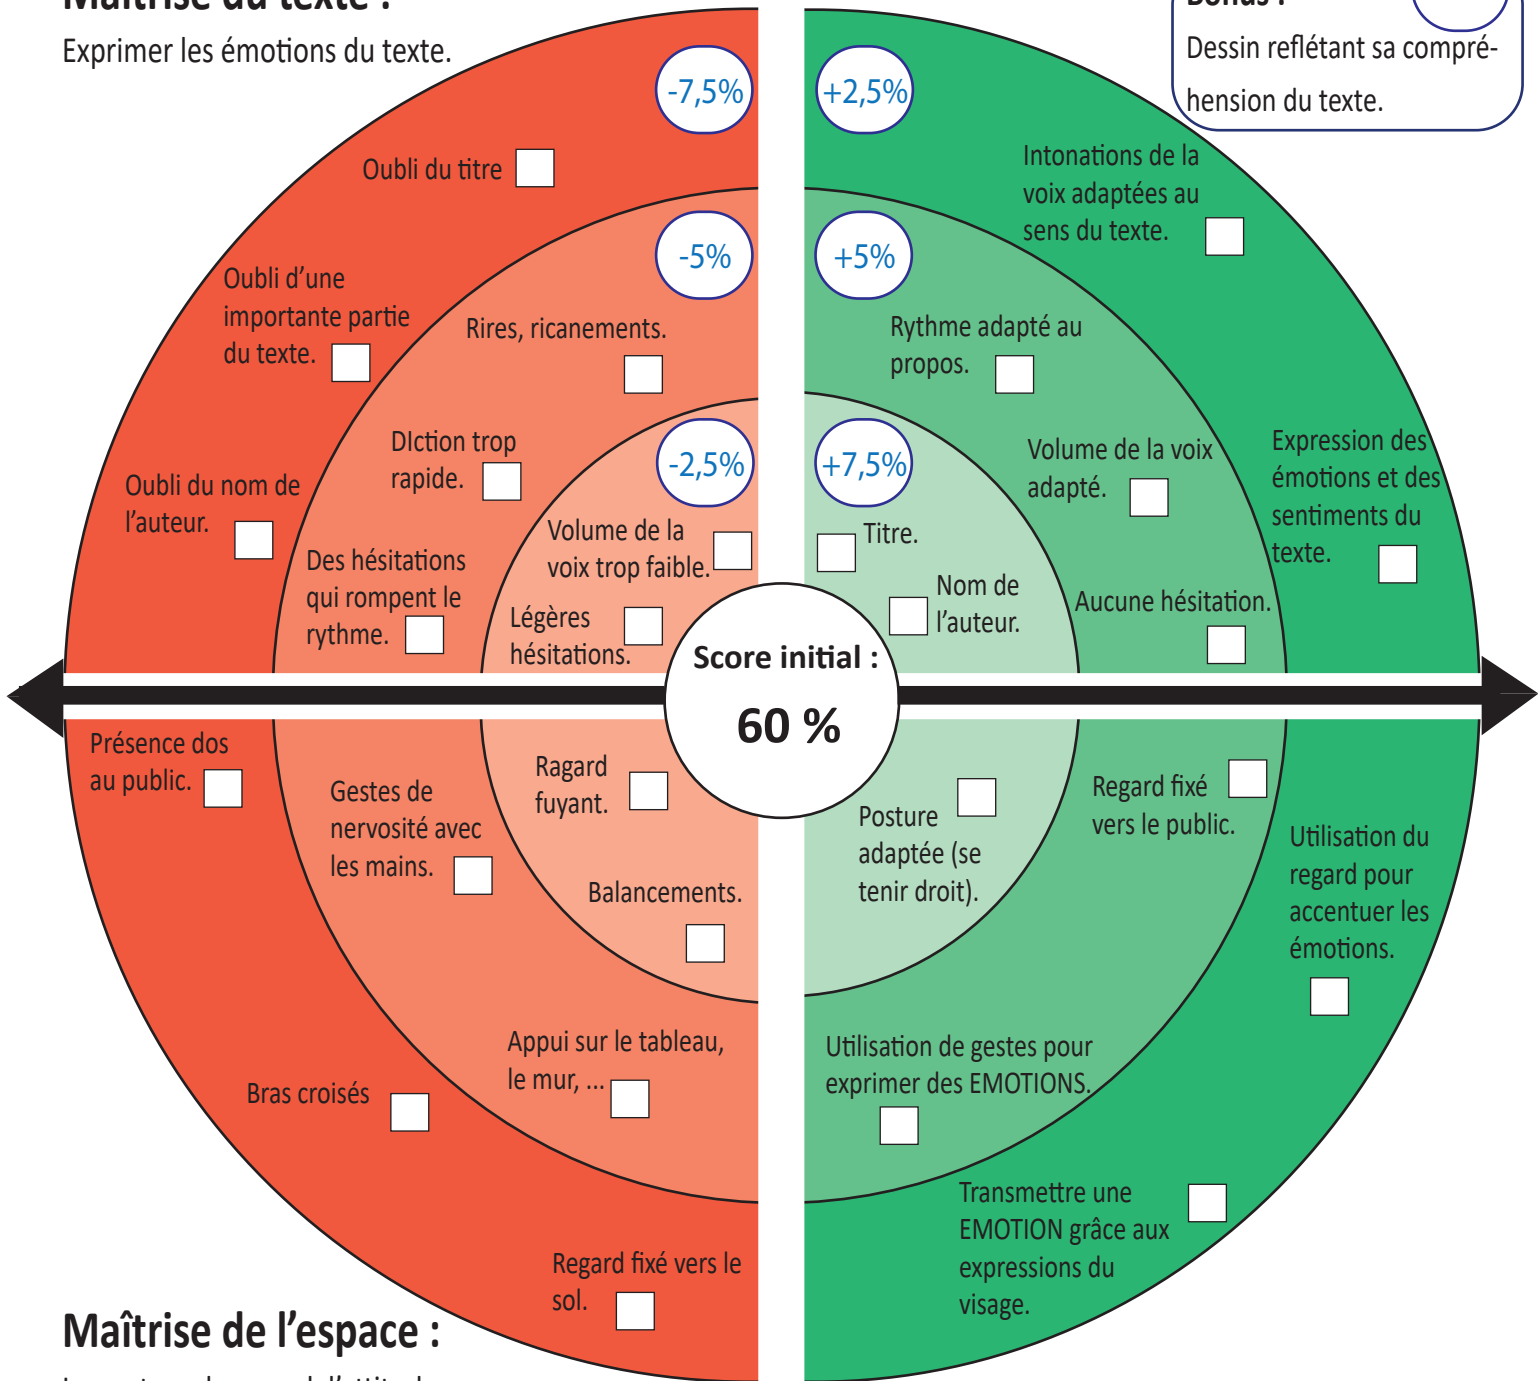 Maîtrise du texte :
Exprimer les émotions du texte.
Bonus :
Dessin reflétant sa compré-
hension du texte.
-7,5%
+2,5%
Oubli du titre
Intonations de la
voix adaptées au
sens du texte.
-5%
+5%
Oubli d’une
importante partie
du texte.
Rires, ricanements.
Rythme adapté au
propos.
DIction trop
rapide.
-2,5%
+7,5%
Volume de la voix
adapté.
Expression des
émotions et des
sentiments du
texte.
Oubli du nom de
l’auteur.
Volume de la
voix trop faible.
Titre.
Des hésitations
qui rompent le
rythme.
Légères
hésitations.
Nom de
l’auteur.
Aucune hésitation.
Score initial :
60 %
Présence dos
au public.
Gestes de
nervosité avec
les mains.
Ragard
fuyant.
Posture
adaptée (se
tenir droit).
Regard fixé
vers le public.
Utilisation du
regard pour
accentuer les
émotions.
Balancements.
Appui sur le tableau,
le mur, ...
Utilisation de gestes pour
exprimer des EMOTIONS.
Bras croisés
Transmettre une
EMOTION grâce aux
expressions du
visage.
Regard fixé vers le
sol.
Maîtrise de l’espace :